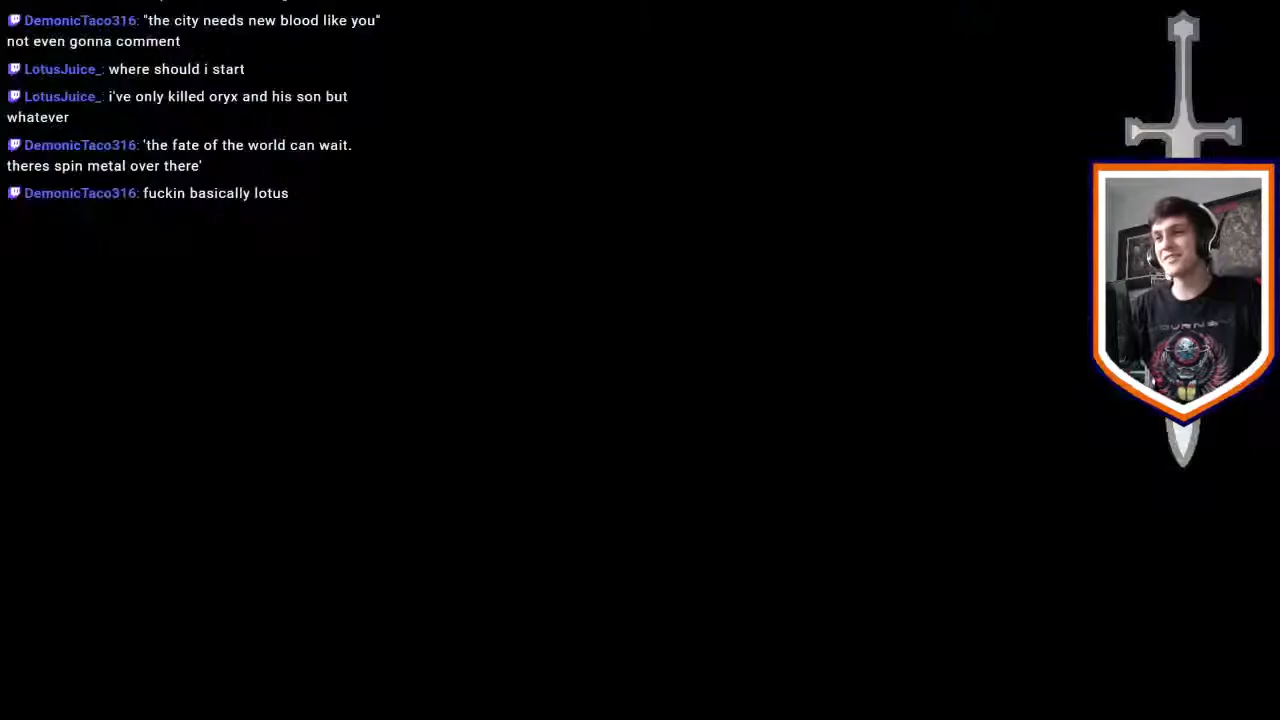 DemonicTaco316: "the city needs new blood like you"
not even gonna comment
LotusJuice_: where should i start
LotusJuice_: i've only killed oryx and his son but
whatever
DemonicTaco316: 'the fate of the world can wait.
theres spin metal over there'
DemonicTaco316: fuckin basically lotus